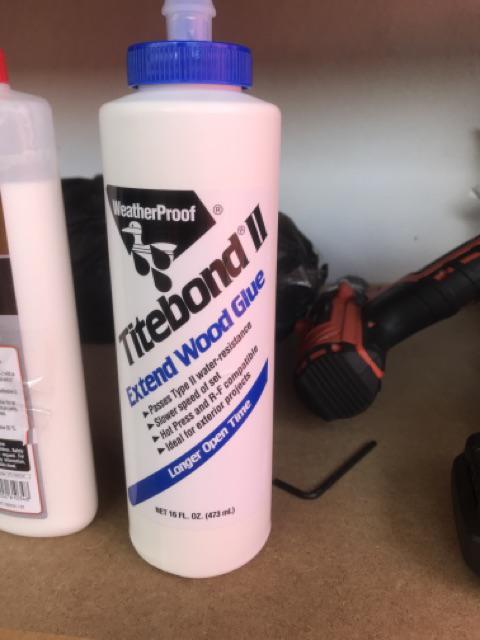 WeatherProof®
Titebond® II
Extend Wood Glue
▶Passes Type II water-resistance
▶Slower speed of set
▶Hot Press and R-F compatible
▶Ideal for exterior projects
Longer Open Time
NET 16 FL. OZ. (473 mL)